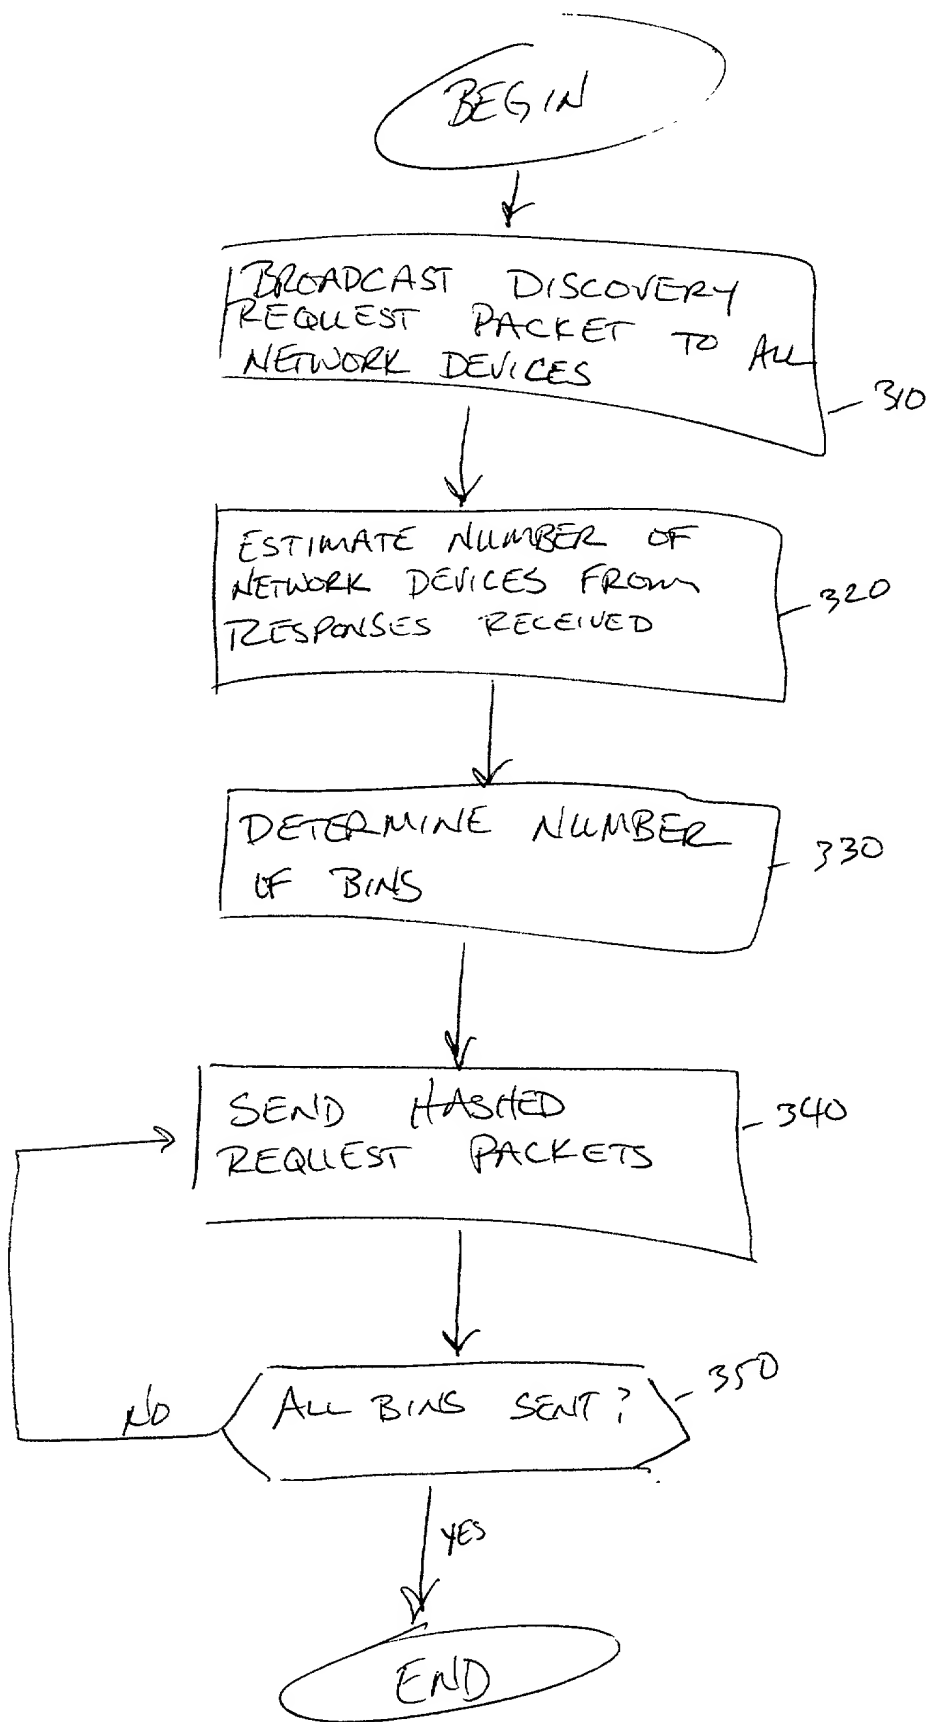 BEGIN
BROADCAST DISCOVERY
REQUEST PACKET TO ALL
NETWORK DEVICES
310
ESTIMATE NUMBER OF
NETWORK DEVICES FROM
RESPONSES RECEIVED
320
DETERMINE NUMBER
OF BINS
330
SEND HASHED
REQUEST PACKETS
340
ALL BINS SENT?
350
NO
YES
END